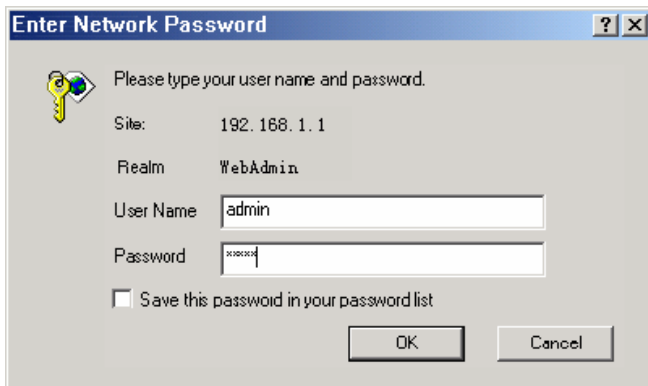 Enter Network Password
? X
Please type your user name and password.
Site: 192.168.1.1
Realm WebAdmin
User Name admin
Password *****
Save this password in your password list
OK Cancel